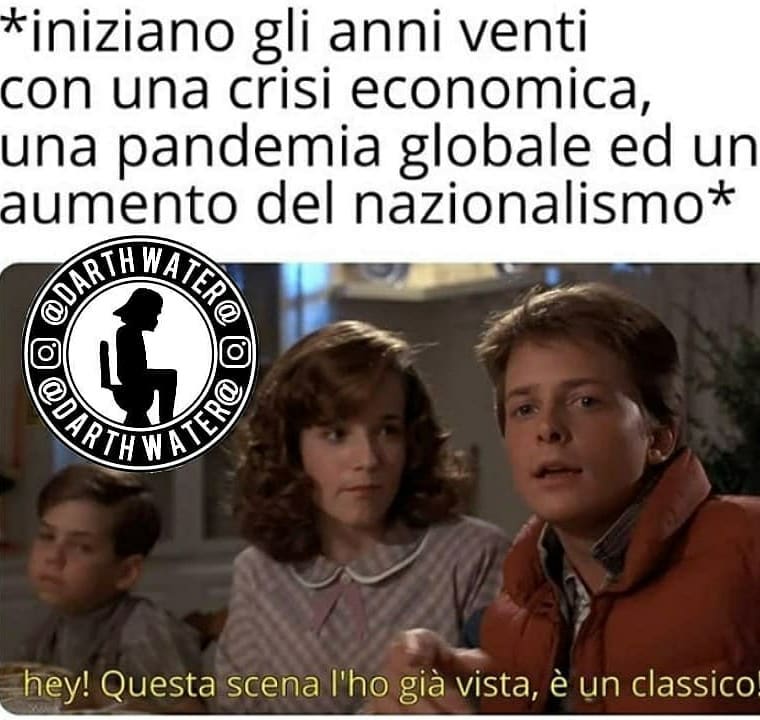 *iniziano gli anni venti
con una crisi economica,
una pandemia globale ed un
aumento del nazionalismo*
@DARTHWATER@
@DARTHWATER@
hey! Questa scena l'ho già vista, è un classico!